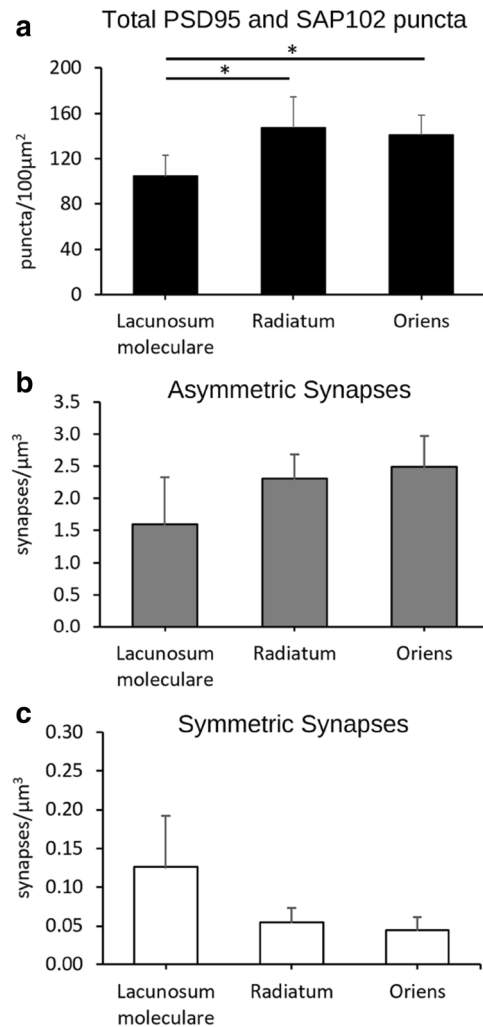 a
Total PSD95 and SAP102 puncta
*
*
200
160
120
80
40
0
puncta/100µm²
Lacunosum moleculare
Radiatum
Oriens
b
Asymmetric Synapses
3.5
3.0
2.5
2.0
1.5
1.0
0.5
0.0
synapses/µm³
Lacunosum moleculare
Radiatum
Oriens
c
Symmetric Synapses
0.30
0.25
0.20
0.15
0.10
0.05
0.00
synapses/µm³
Lacunosum moleculare
Radiatum
Oriens